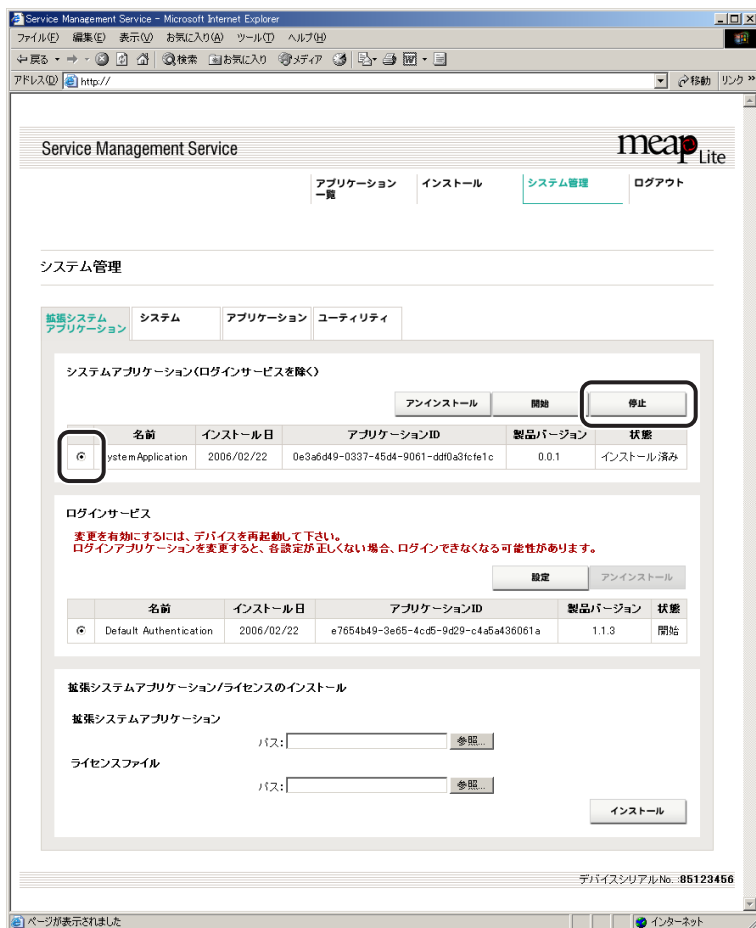 Service Management Service - Microsoft Internet Explorer
ファイル(F) 編集(E) 表示(V) お気に入り(A) ツール(T) ヘルプ(H)
戻る 検索 お気に入り メディア
アドレス(D) http:// 移動 リンク »
Service Management Service
meap Lite
アプリケーション一覧 インストール システム管理 ログアウト
システム管理
拡張システムアプリケーション システム アプリケーション ユーティリティ
システムアプリケーション(ログインサービスを除く)
アンインストール 開始 停止
名前 インストール日 アプリケーションID 製品バージョン 状態
ystemApplication 2006/02/22 0e3a6d49-0337-45d4-9061-ddf0a3fcfe1c 0.0.1 インストール済み
ログインサービス
変更を有効にするには、デバイスを再起動して下さい。
ログインアプリケーションを変更すると、各設定が正しくない場合、ログインできなくなる可能性があります。
設定 アンインストール
名前 インストール日 アプリケーションID 製品バージョン 状態
Default Authentication 2006/02/22 e7654b49-3e65-4cd5-9d29-c4a5a436061a 1.1.3 開始
拡張システムアプリケーション/ライセンスのインストール
拡張システムアプリケーション
パス: 参照...
ライセンスファイル
パス: 参照...
インストール
デバイスシリアルNo. :85123456
ページが表示されました インターネット